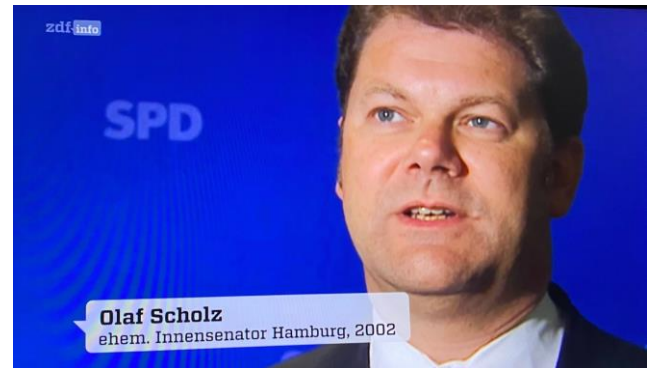 zdf info
SPD
Olaf Scholz
ehem. Innensenator Hamburg, 2002